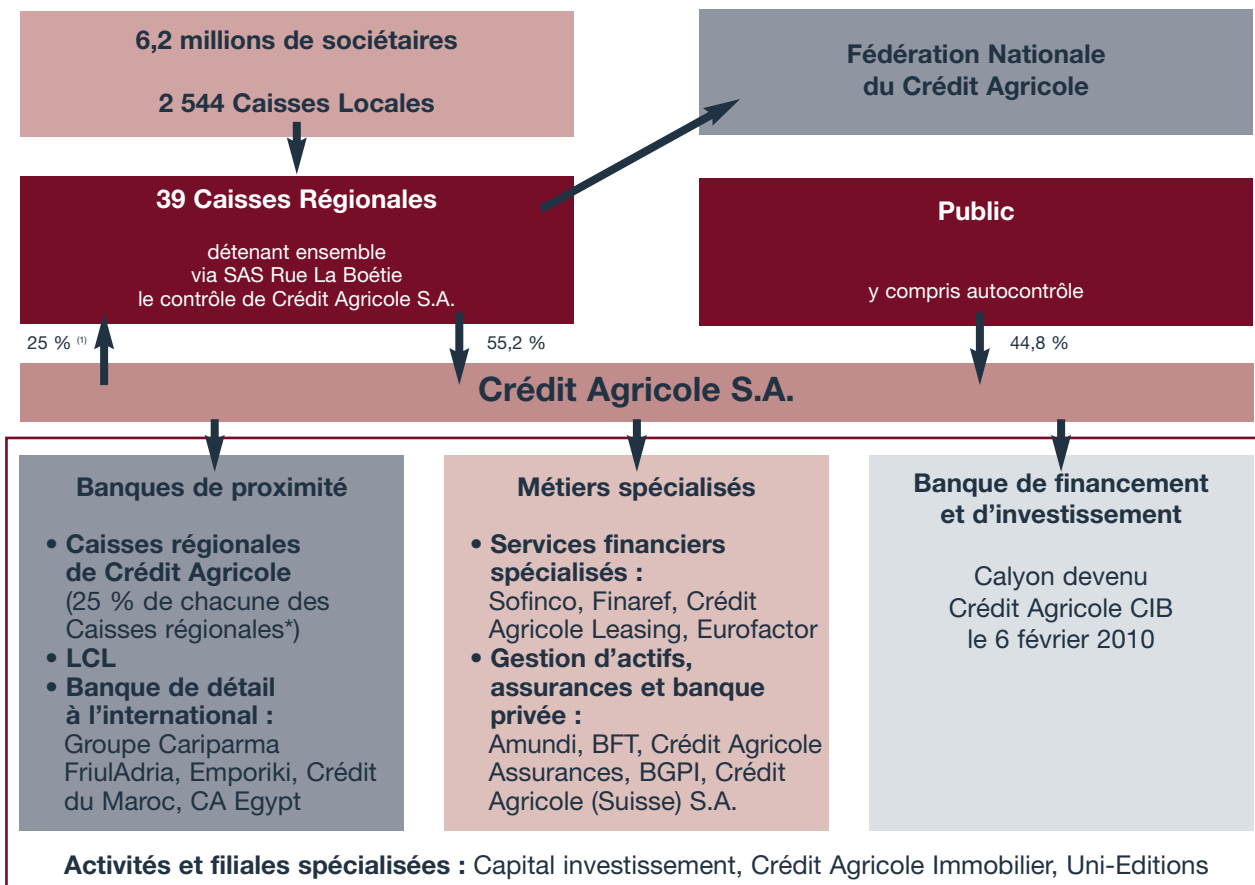 6,2 millions de sociétaires
2 544 Caisses Locales
Fédération Nationale
du Crédit Agricole
39 Caisses Régionales
détenant ensemble
via SAS Rue La Boétie
le contrôle de Crédit Agricole S.A.
Public
y compris autocontrôle
25 % (1)
55,2 %
44,8 %
Crédit Agricole S.A.
Banques de proximité
• Caisses régionales
de Crédit Agricole
(25 % de chacune des
Caisses régionales*)
• LCL
• Banque de détail
à l'international :
Groupe Cariparma
FriulAdria, Emporiki, Crédit
du Maroc, CA Egypt
Métiers spécialisés
• Services financiers
spécialisés :
Sofinco, Finaref, Crédit
Agricole Leasing, Eurofactor
• Gestion d'actifs,
assurances et banque
privée :
Amundi, BFT, Crédit Agricole
Assurances, BGPI, Crédit
Agricole (Suisse) S.A.
Banque de financement
et d'investissement
Calyon devenu
Crédit Agricole CIB
le 6 février 2010
Activités et filiales spécialisées : Capital investissement, Crédit Agricole Immobilier, Uni-Editions